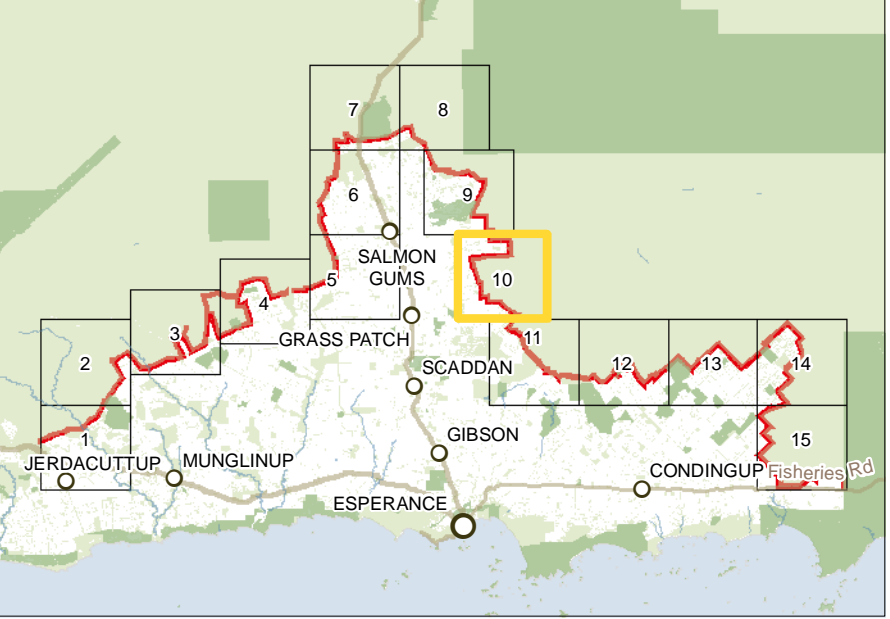 7
8
6
9
SALMON
GUMS
5
10
4
3
GRASS PATCH
11
2
12
13
14
SCADDAN
1
GIBSON
15
JERDACUTTUP
MUNGLINUP
CONDINGUP
Fisheries Rd
ESPERANCE